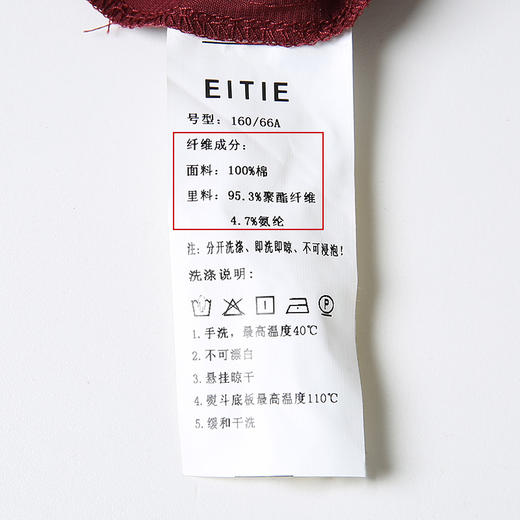 EITIE
号型: 160/66A
纤维成分:
面料: 100%棉
里料: 95.3%聚酯纤维
4.7%氨纶
注: 分开洗涤、即洗即晾、不可浸泡!
洗涤说明:
1.手洗, 最高温度40℃
2.不可漂白
3.悬挂晾干
4.熨斗底板最高温度110℃
5.缓和干洗